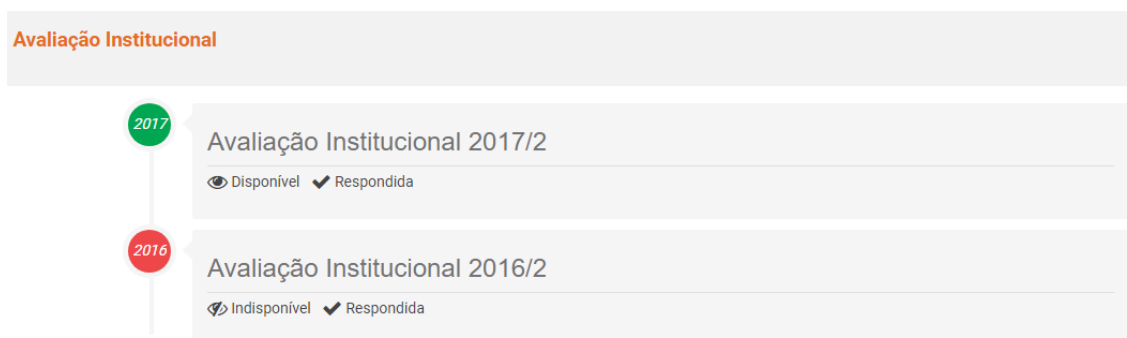 Avaliação Institucional
2017
Avaliação Institucional 2017/2
Disponível Respondida
2016
Avaliação Institucional 2016/2
Indisponível Respondida